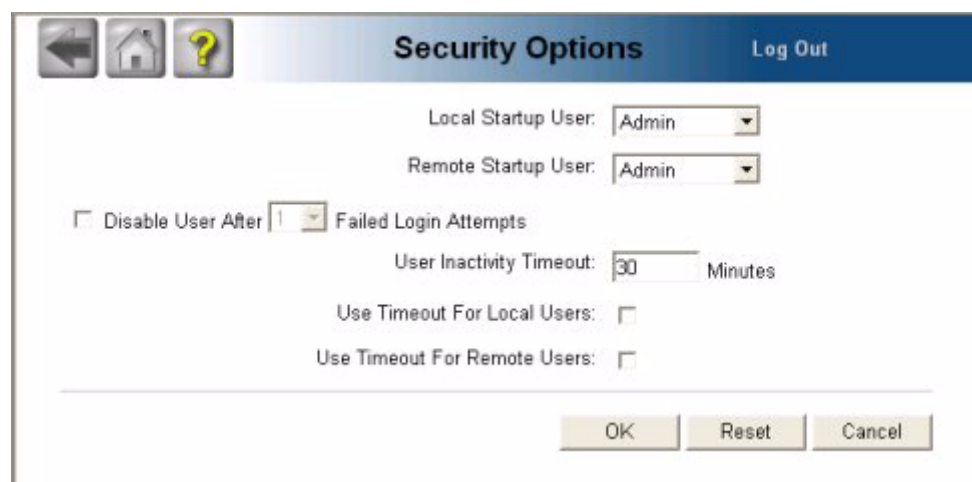 Security Options Log Out
Local Startup User: Admin
Remote Startup User: Admin
Disable User After 1 Failed Login Attempts
User Inactivity Timeout: 30 Minutes
Use Timeout For Local Users:
Use Timeout For Remote Users:
OK Reset Cancel